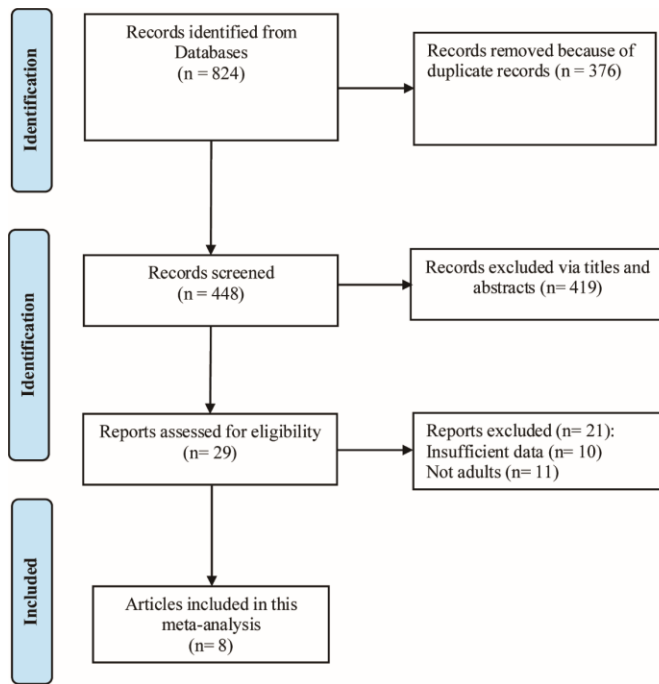 Identification
Records identified from
Databases
(n = 824)
Records removed because of
duplicate records (n = 376)
Identification
Records screened
(n = 448)
Records excluded via titles and
abstracts (n= 419)
Reports assessed for eligibility
(n= 29)
Reports excluded (n= 21):
Insufficient data (n= 10)
Not adults (n= 11)
Included
Articles included in this
meta-analysis
(n= 8)